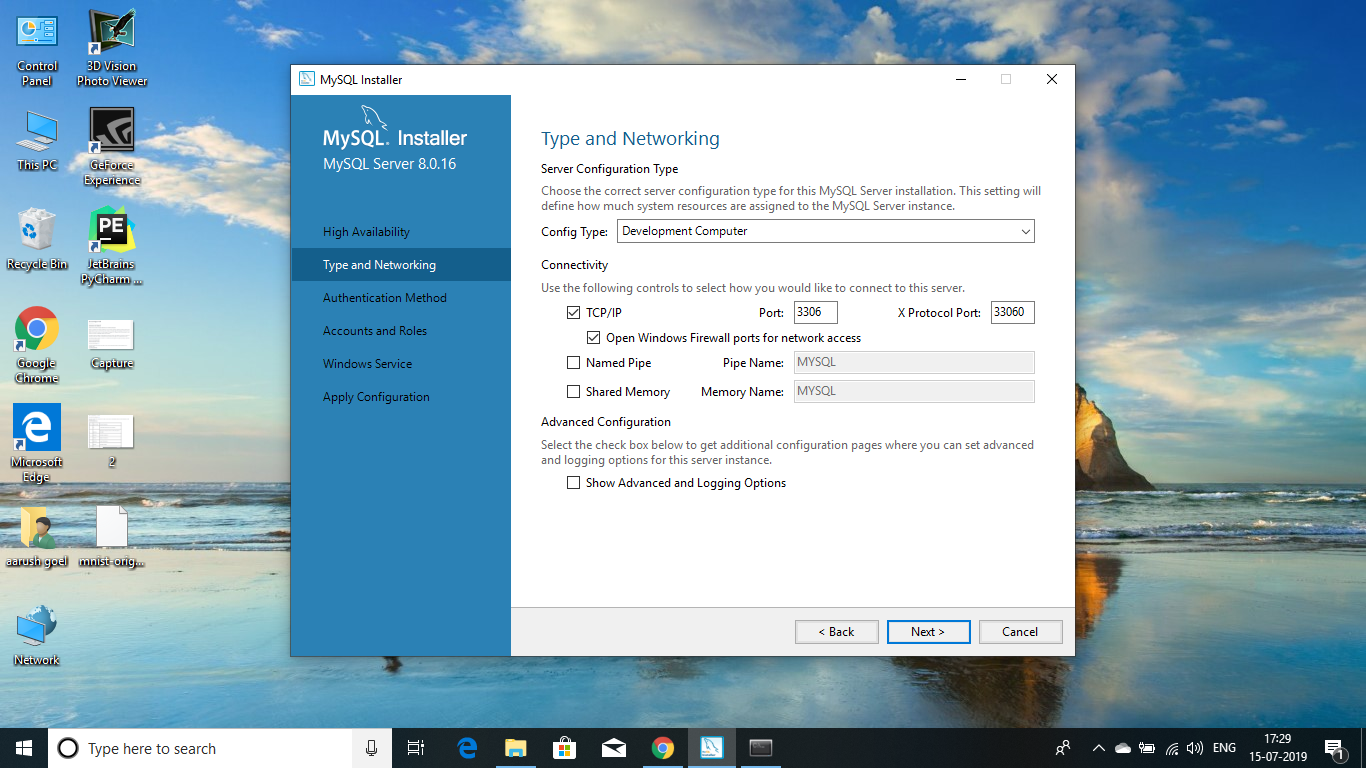 Control
Panel
3D Vision
Photo Viewer
This PC
GeForce
Experience
Recycle Bin
PC
JetBrains
PyCharm ...
Google
Chrome
Capture
Microsoft
Edge
2
aarush goel
mnist-orig...
Network
MySQL Installer
MySQL. Installer
MySQL Server 8.0.16
High Availability
Type and Networking
Authentication Method
Accounts and Roles
Windows Service
Apply Configuration
Type and Networking
Server Configuration Type
Choose the correct server configuration type for this MySQL Server installation. This setting will
define how much system resources are assigned to the MySQL Server instance.
Config Type: Development Computer
Connectivity
Use the following controls to select how you would like to connect to this server.
TCP/IP Port: 3306 X Protocol Port: 33060
Open Windows Firewall ports for network access
Named Pipe Pipe Name: MYSQL
Shared Memory Memory Name: MYSQL
Advanced Configuration
Select the check box below to get additional configuration pages where you can set advanced
and logging options for this server instance.
Show Advanced and Logging Options
< Back Next > Cancel
Type here to search
ENG
17:29
15-07-2019
1